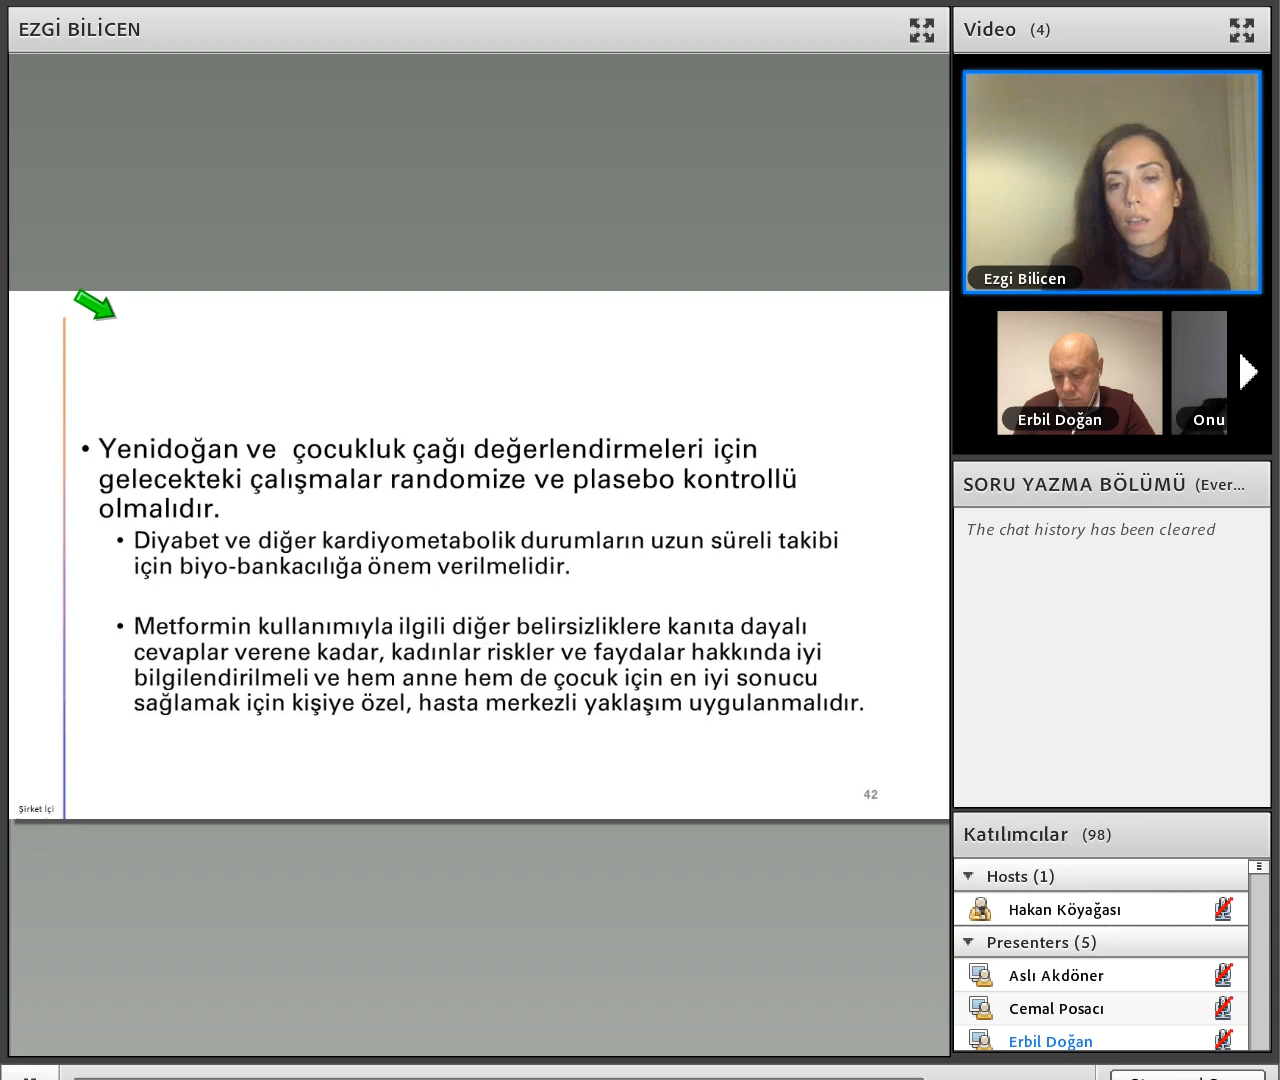 EZGİ BİLİCEN
• Yenidoğan ve çocukluk çağı değerlendirmeleri için
gelecekteki çalışmalar randomize ve plasebo kontrollü
olmalıdır.
• Diyabet ve diğer kardiyometabolik durumların uzun süreli takibi
için biyo-bankacılığa önem verilmelidir.
• Metformin kullanımıyla ilgili diğer belirsizliklere kanıta dayalı
cevaplar verene kadar, kadınlar riskler ve faydalar hakkında iyi
bilgilendirilmeli ve hem anne hem de çocuk için en iyi sonucu
sağlamak için kişiye özel, hasta merkezli yaklaşım uygulanmalıdır.
42
Şirket İçi
Video (4)
Ezgi Bilicen
Erbil Doğan
Onu
SORU YAZMA BÖLÜMÜ (Ever...
The chat history has been cleared
Katılımcılar (98)
Hosts (1)
Hakan Köyağası
Presenters (5)
Aslı Akdöner
Cemal Posacı
Erbil Doğan